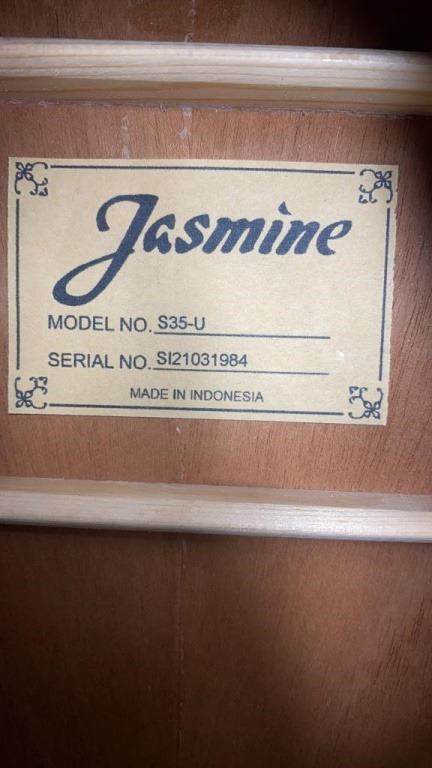 Jasmine
MODEL NO. S35-U
SERIAL NO. SI21031984
MADE IN INDONESIA